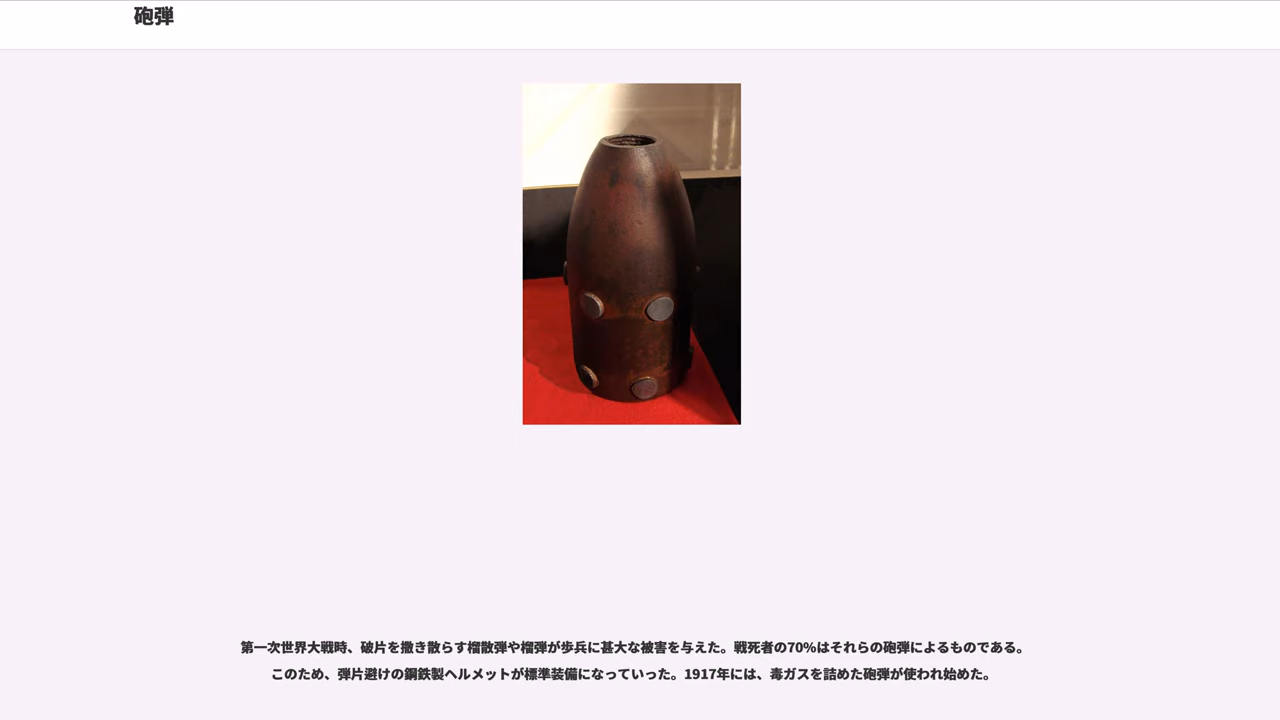 砲弾
第一次世界大戦時、破片を撒き散らす榴散弾や榴弾が歩兵に甚大な被害を与えた。戦死者の70%はそれらの砲弾によるものである。
このため、弾片避けの鋼鉄製ヘルメットが標準装備になっていった。1917年には、毒ガスを詰めた砲弾が使われ始めた。